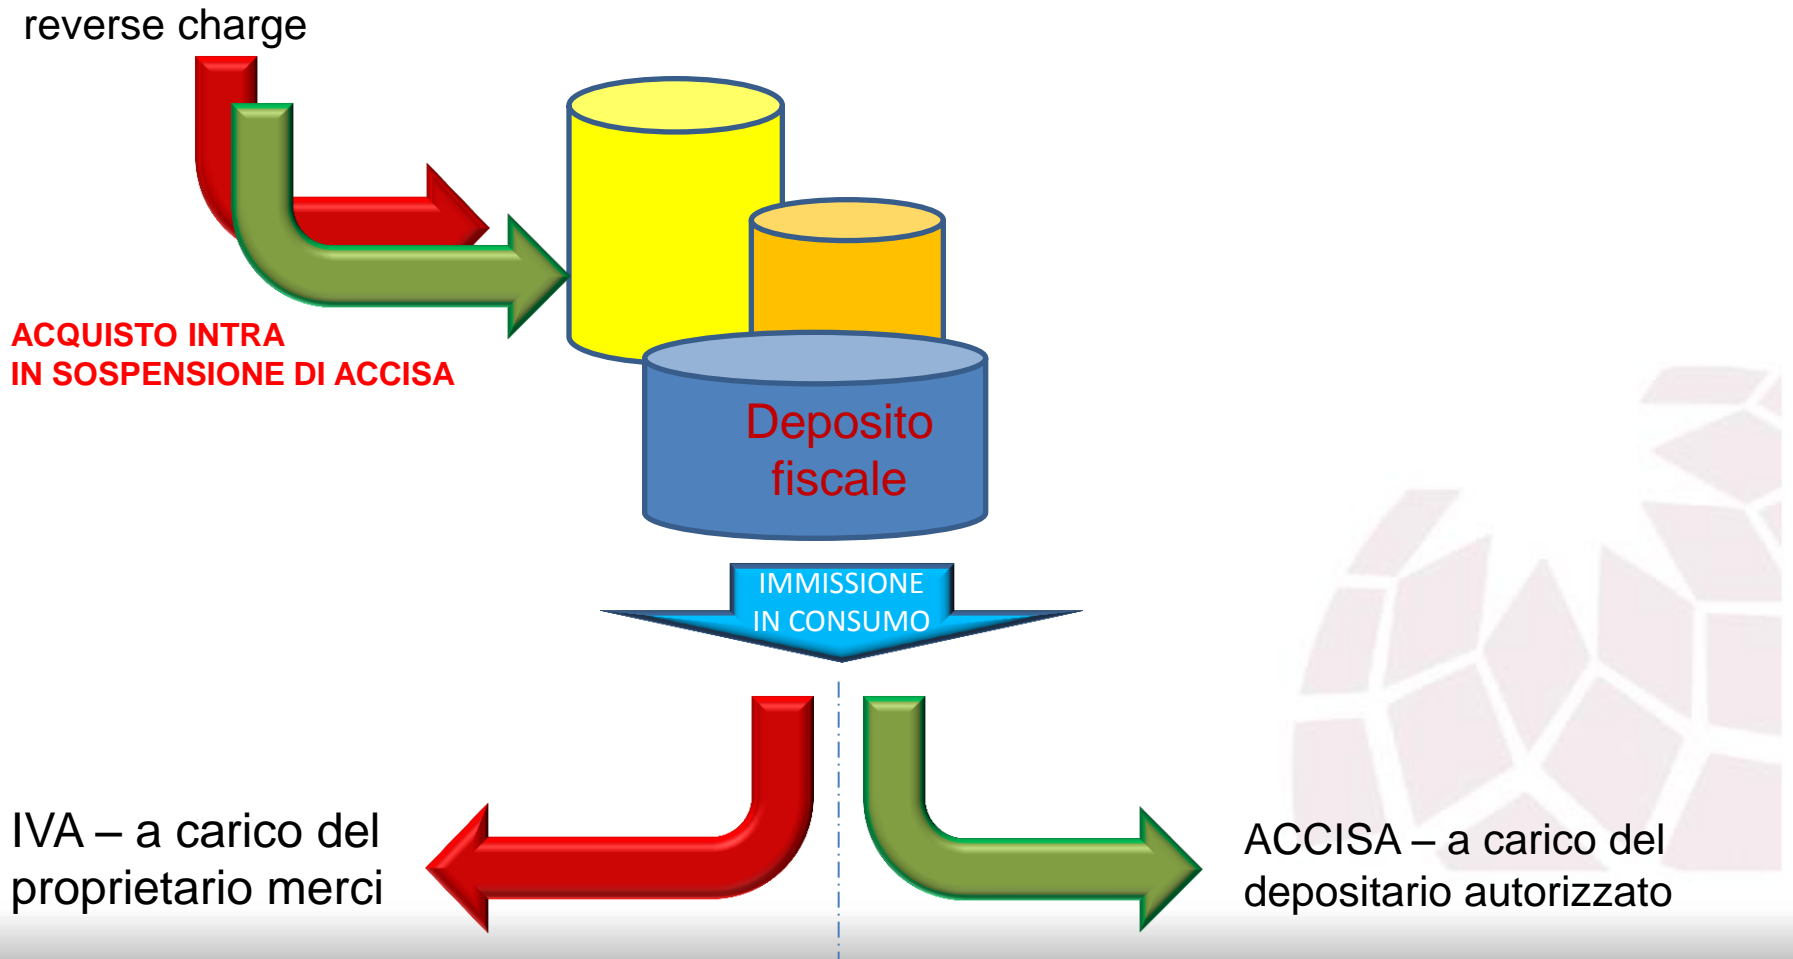 reverse charge
ACQUISTO INTRA
IN SOSPENSIONE DI ACCISA
Deposito
fiscale
IMMISSIONE
IN CONSUMO
IVA – a carico del
proprietario merci
ACCISA – a carico del
depositario autorizzato